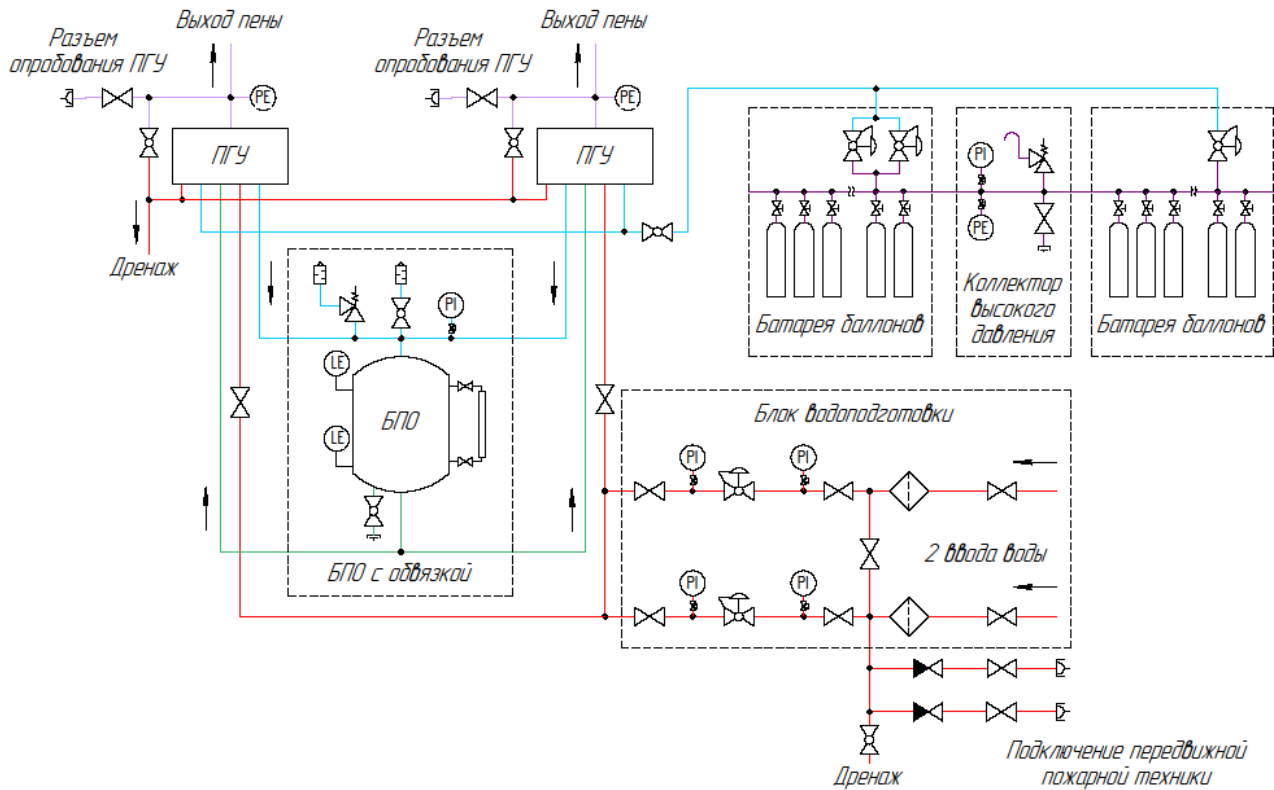 Выход пены
Выход пены
Разъем
опробования ПГУ
Разъем
опробования ПГУ
PE
PE
ПГУ
ПГУ
PI
PE
Дренаж
Коллектор
высокого
давления
Батарея баллонов
Батарея баллонов
PI
LE
БПО
LE
БПО с обвязкой
Блок водоподготовки
PI
PI
2 ввода воды
PI
PI
Подключение передвижной
пожарной техники
Дренаж